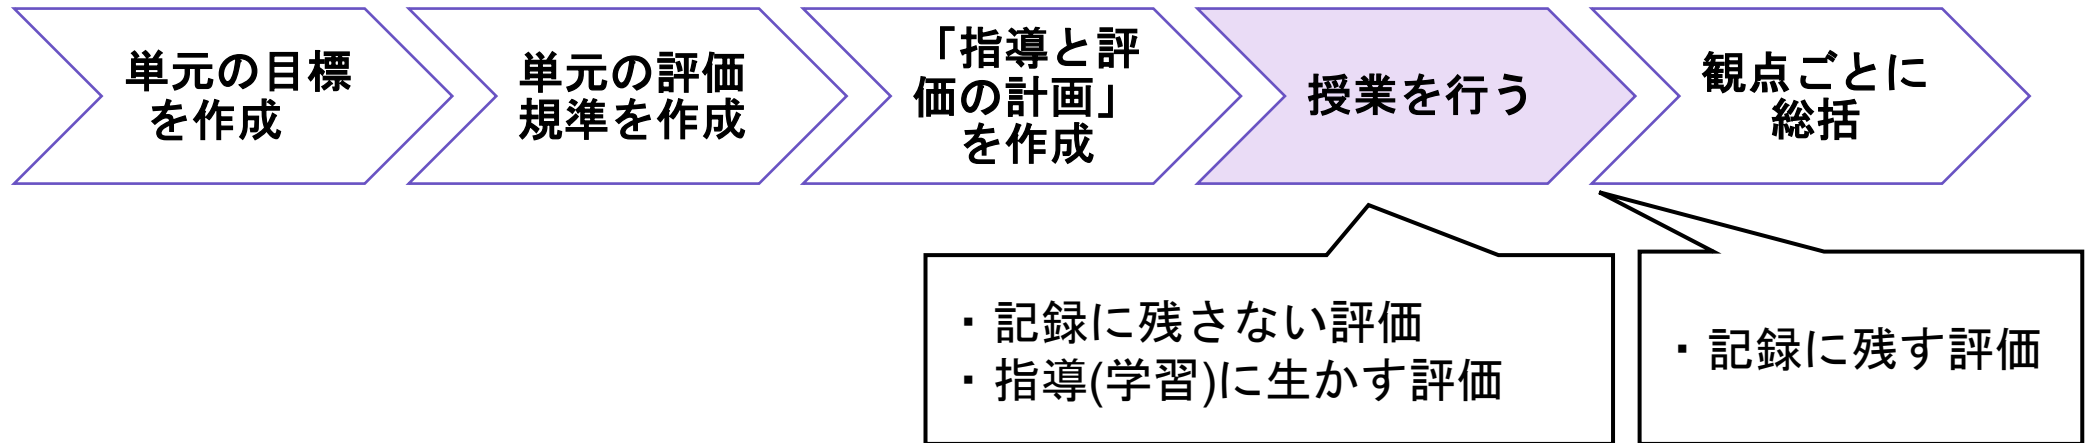 単元の目標
を作成
単元の評価
規準を作成
「指導と評
価の計画」
を作成
授業を行う
観点ごとに
総括
・記録に残さない評価
・指導(学習)に生かす評価
・記録に残す評価